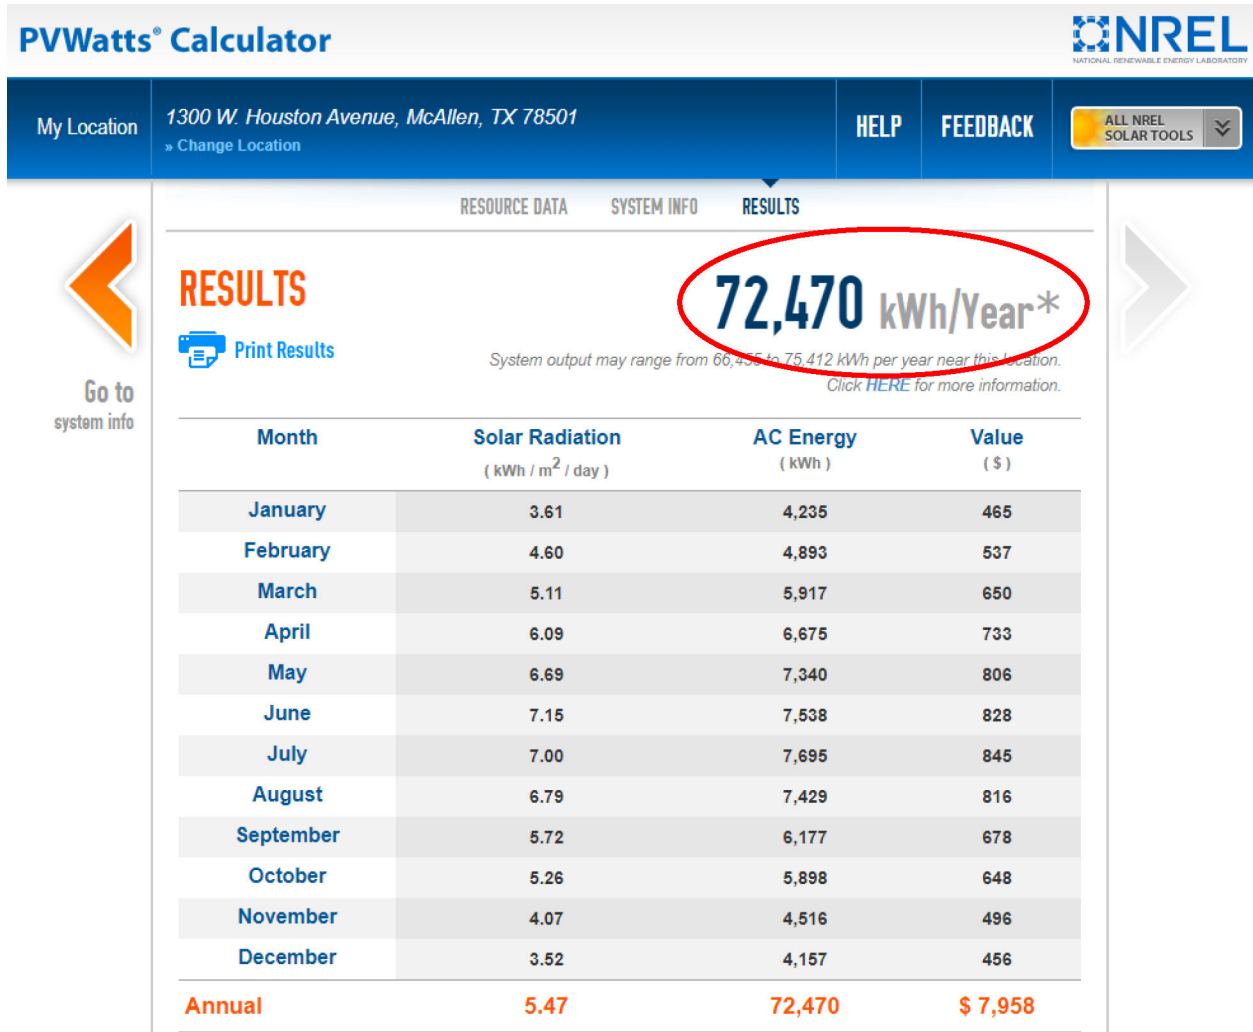 PVWatts® Calculator
NREL
NATIONAL RENEWABLE ENERGY LABORATORY
My Location
1300 W. Houston Avenue, McAllen, TX 78501
» Change Location
HELP
FEEDBACK
ALL NREL
SOLAR TOOLS
RESOURCE DATA SYSTEM INFO RESULTS
RESULTS
72,470 kWh/Year*
Print Results
System output may range from 66,455 to 75,412 kWh per year near this location.
Click HERE for more information.
Go to
system info
Month Solar Radiation AC Energy Value
( kWh / m2 / day ) ( kWh ) ( $ )
January 3.61 4,235 465
February 4.60 4,893 537
March 5.11 5,917 650
April 6.09 6,675 733
May 6.69 7,340 806
June 7.15 7,538 828
July 7.00 7,695 845
August 6.79 7,429 816
September 5.72 6,177 678
October 5.26 5,898 648
November 4.07 4,516 496
December 3.52 4,157 456
Annual 5.47 72,470 $ 7,958